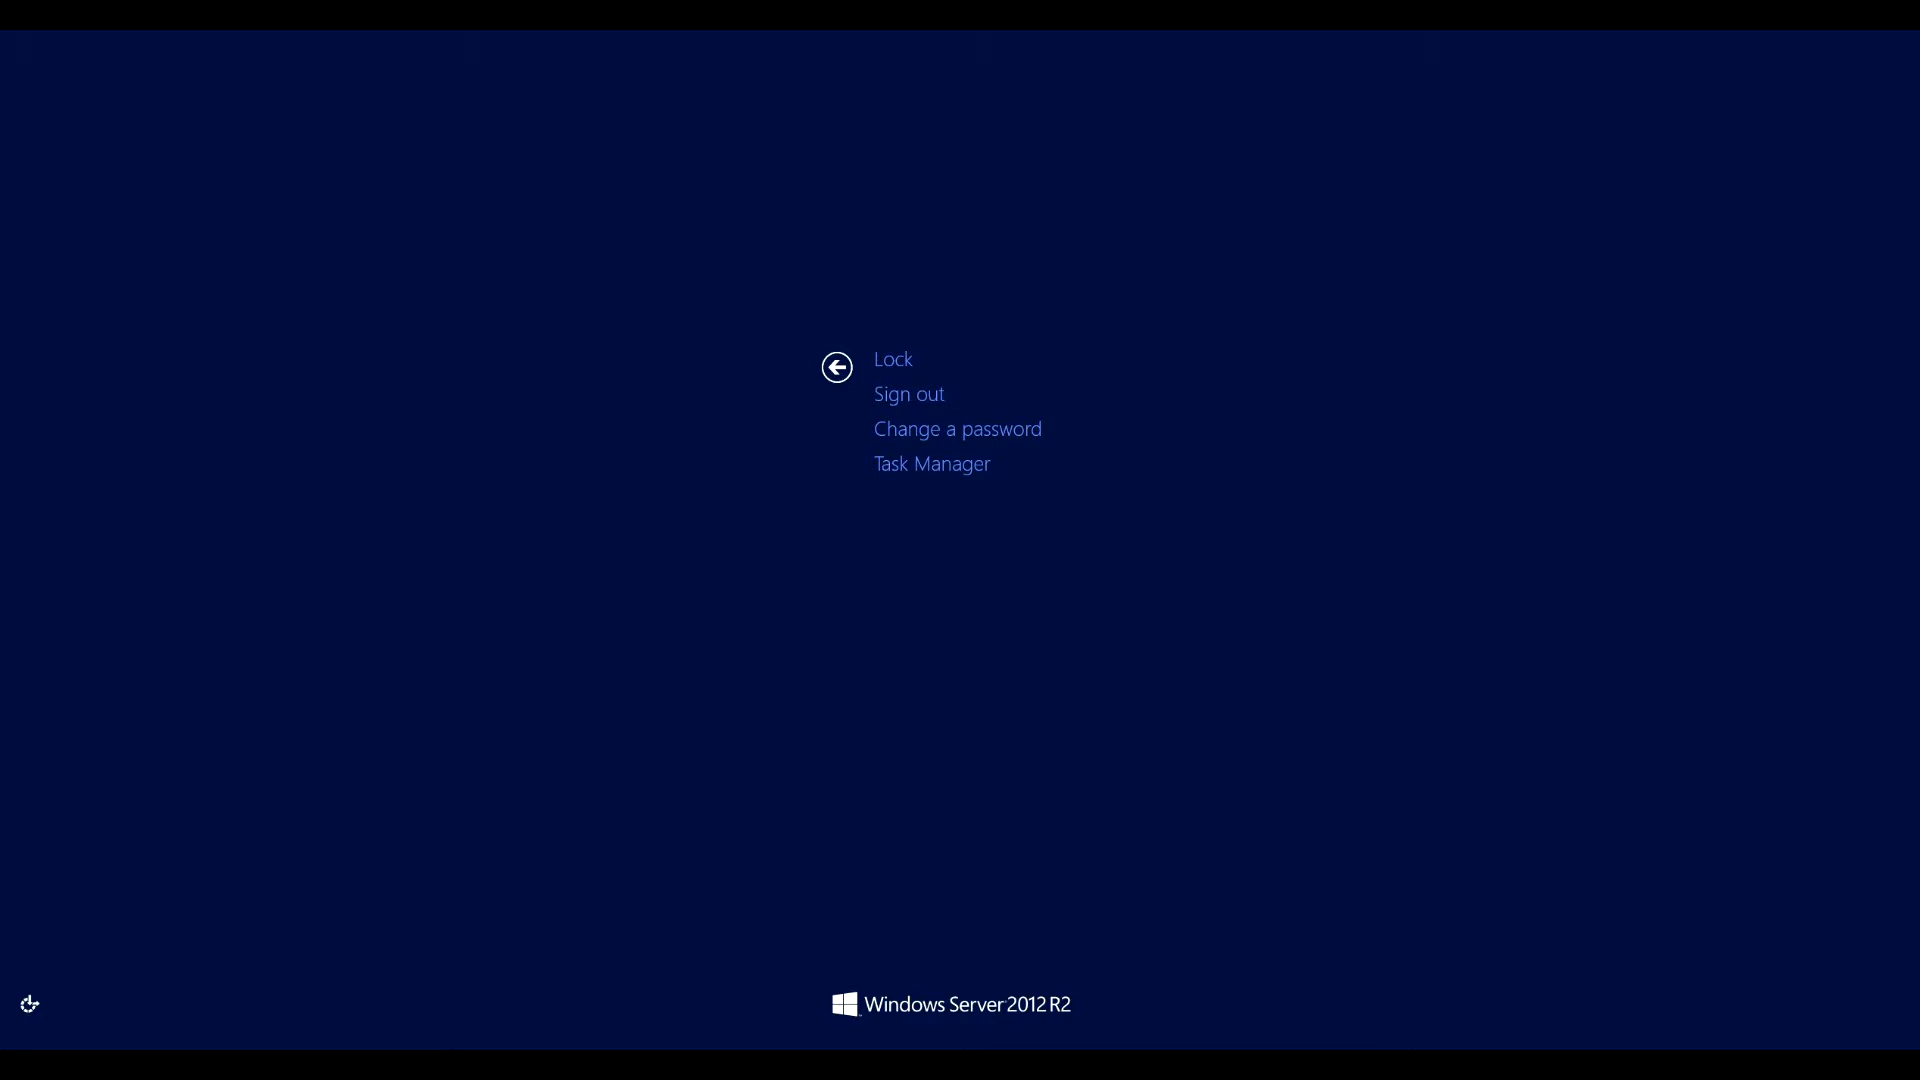 Lock
Sign out
Change a password
Task Manager
Windows Server 2012 R2